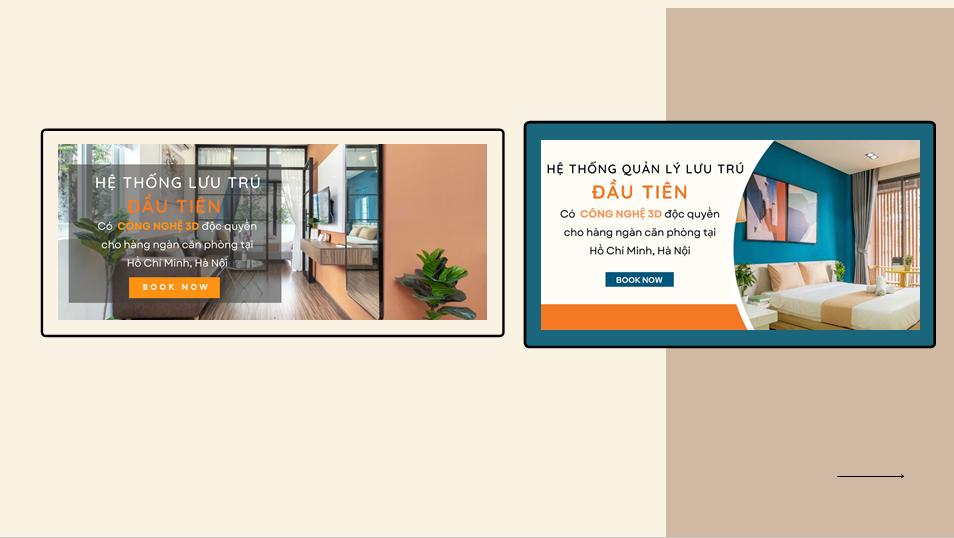 HỆ THỐNG LƯU TRÚ
ĐẦU TIÊN
Có CÔNG NGHỆ 3D độc quyền
cho hàng ngàn căn phòng tại
Hồ Chí Minh, Hà Nội
BOOK NOW
HỆ THỐNG QUẢN LÝ LƯU TRÚ
ĐẦU TIÊN
Có CÔNG NGHỆ 3D độc quyền
cho hàng ngàn căn phòng tại
Hồ Chí Minh, Hà Nội
BOOK NOW